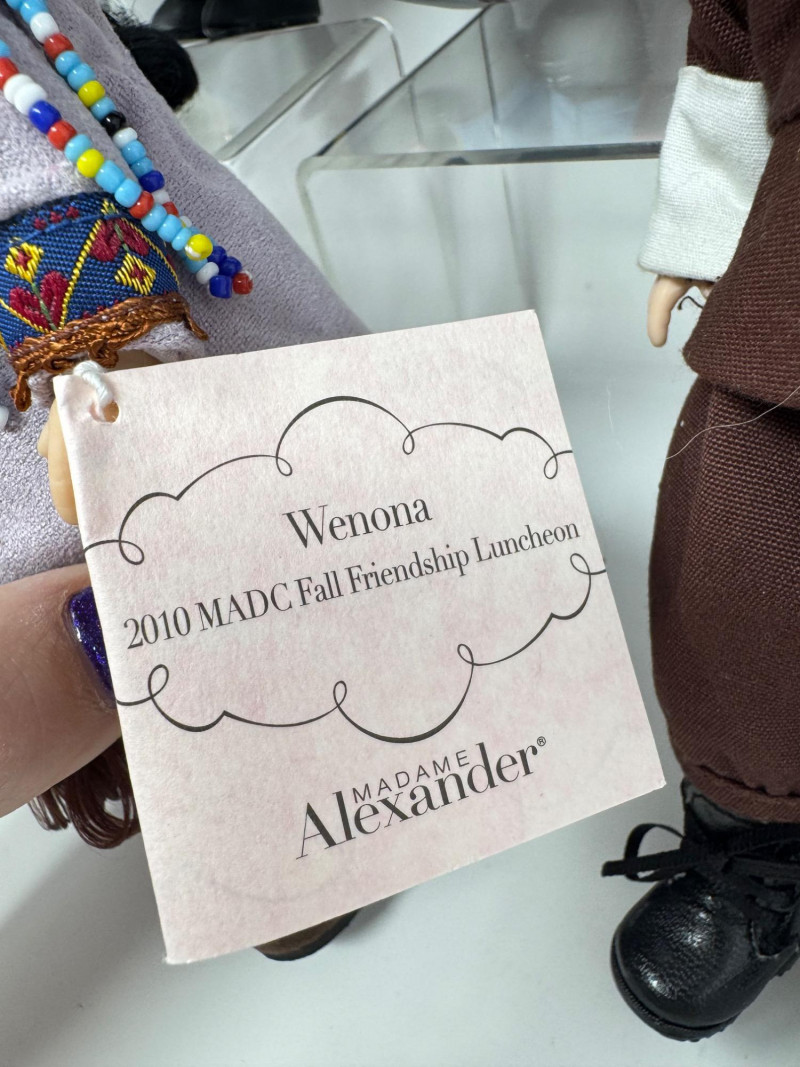 Wenona
2010 MADC Fall Friendship Luncheon
MADAME
Alexander®